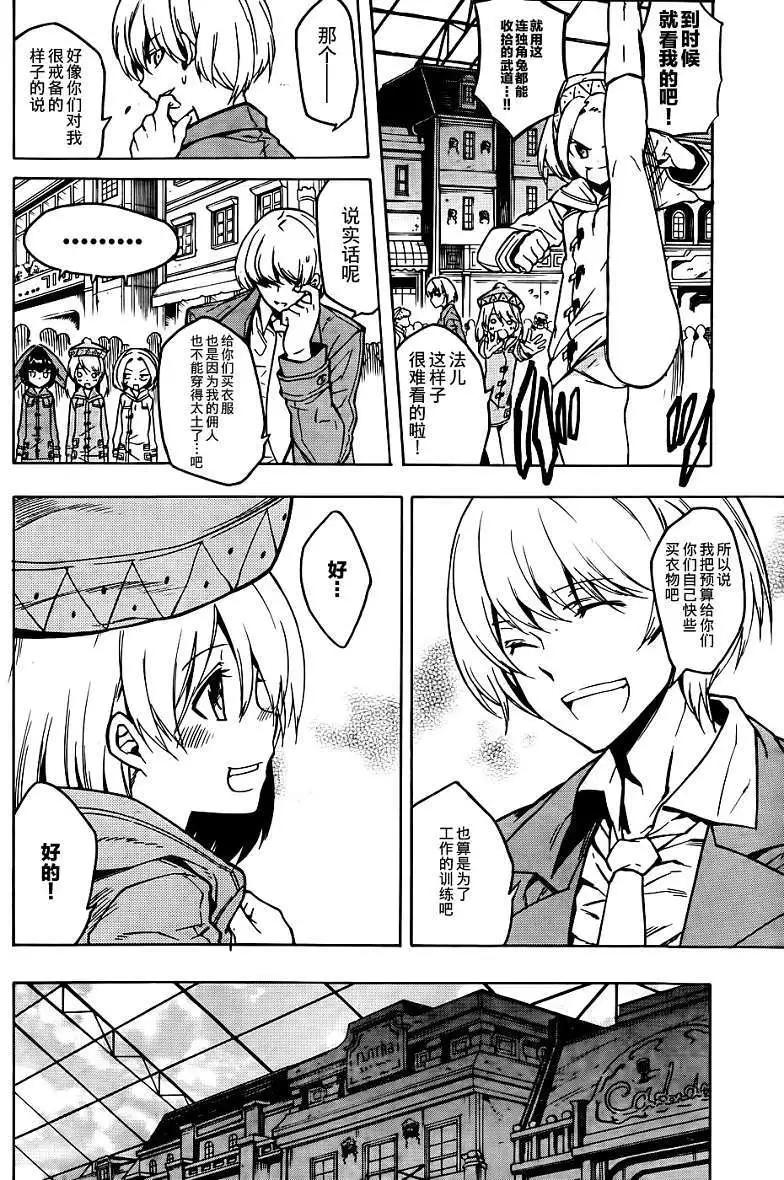 到时候
就看我的吧！
就用这
连独角兔都能
收拾的武道…!!
法儿
这样子
很难看的啦！
那个——
好像你们对我
很戒备的
样子的说
说实话呢
给你们买衣服
也是因为我的佣人
也不能穿得太土了…吧
………
所以说
我把预算给你们
你们自己快些
买衣物吧
也算是为了
工作的训练吧
好…
好的！